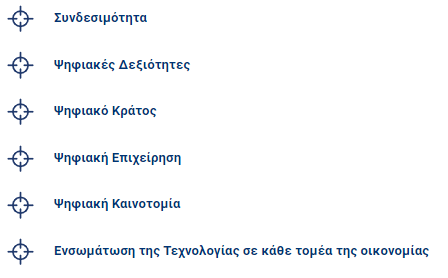 Συνδεσιμότητα
Ψηφιακές Δεξιότητες
Ψηφιακό Κράτος
Ψηφιακή Επιχείρηση
Ψηφιακή Καινοτομία
Ενσωμάτωση της Τεχνολογίας σε κάθε τομέα της οικονομίας